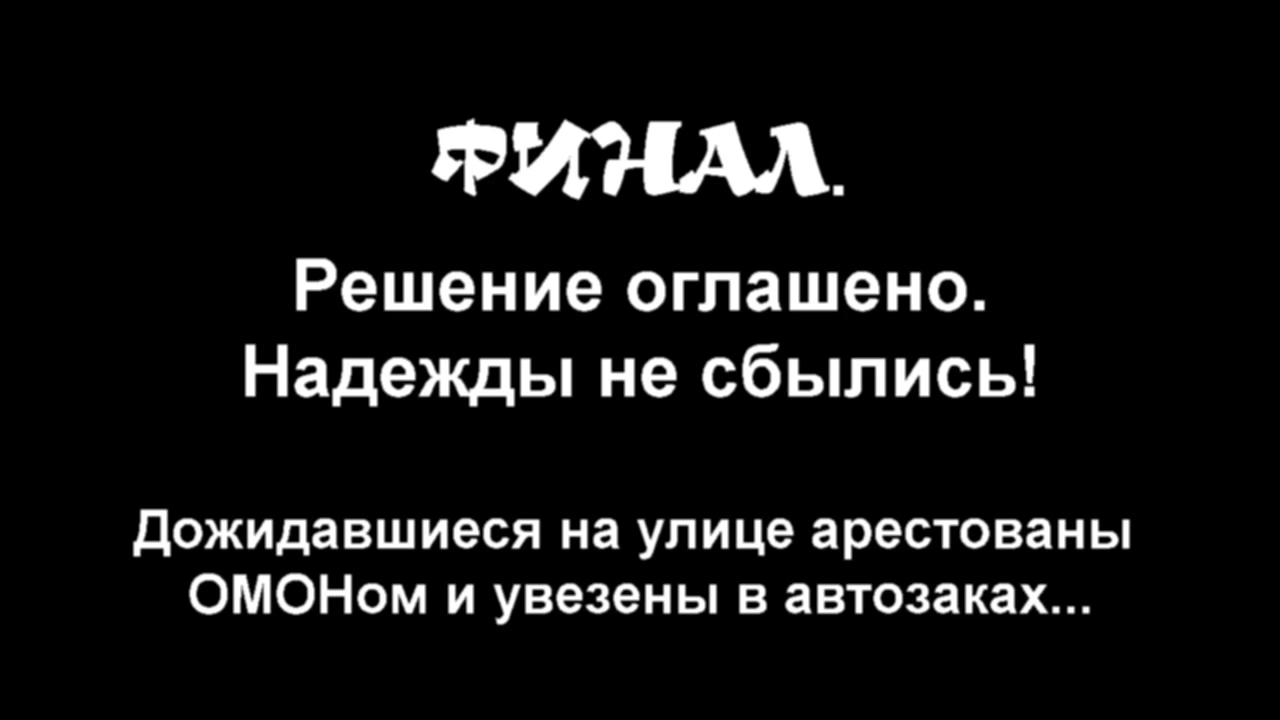 ФИНАЛ.
Решение оглашено.
Надежды не сбылись!
Дожидавшиеся на улице арестованы
ОМОНом и увезены в автозаках...